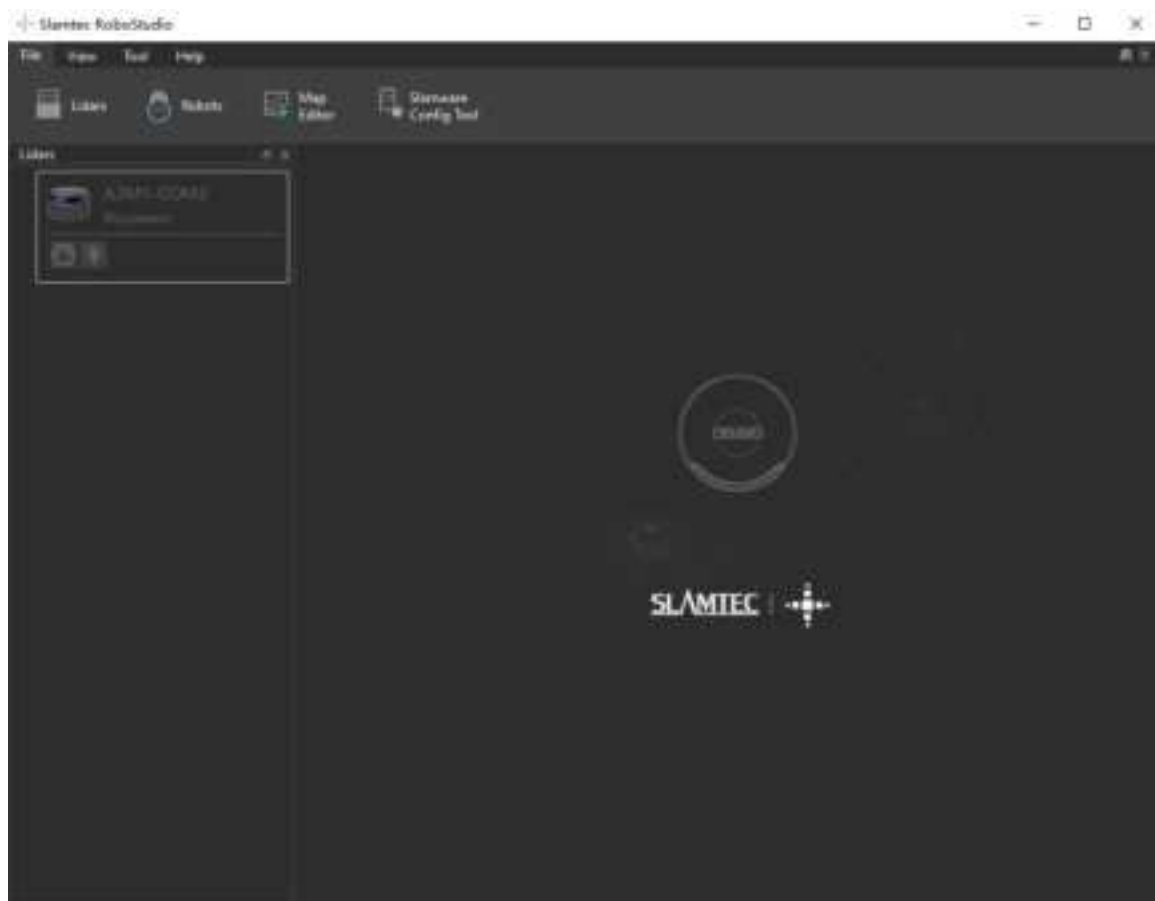 Slamtec RoboStudio
File View Tool Help
Lidars
Robots
Map
Editor
Slamware
Config Tool
Lidars
SLAMTEC